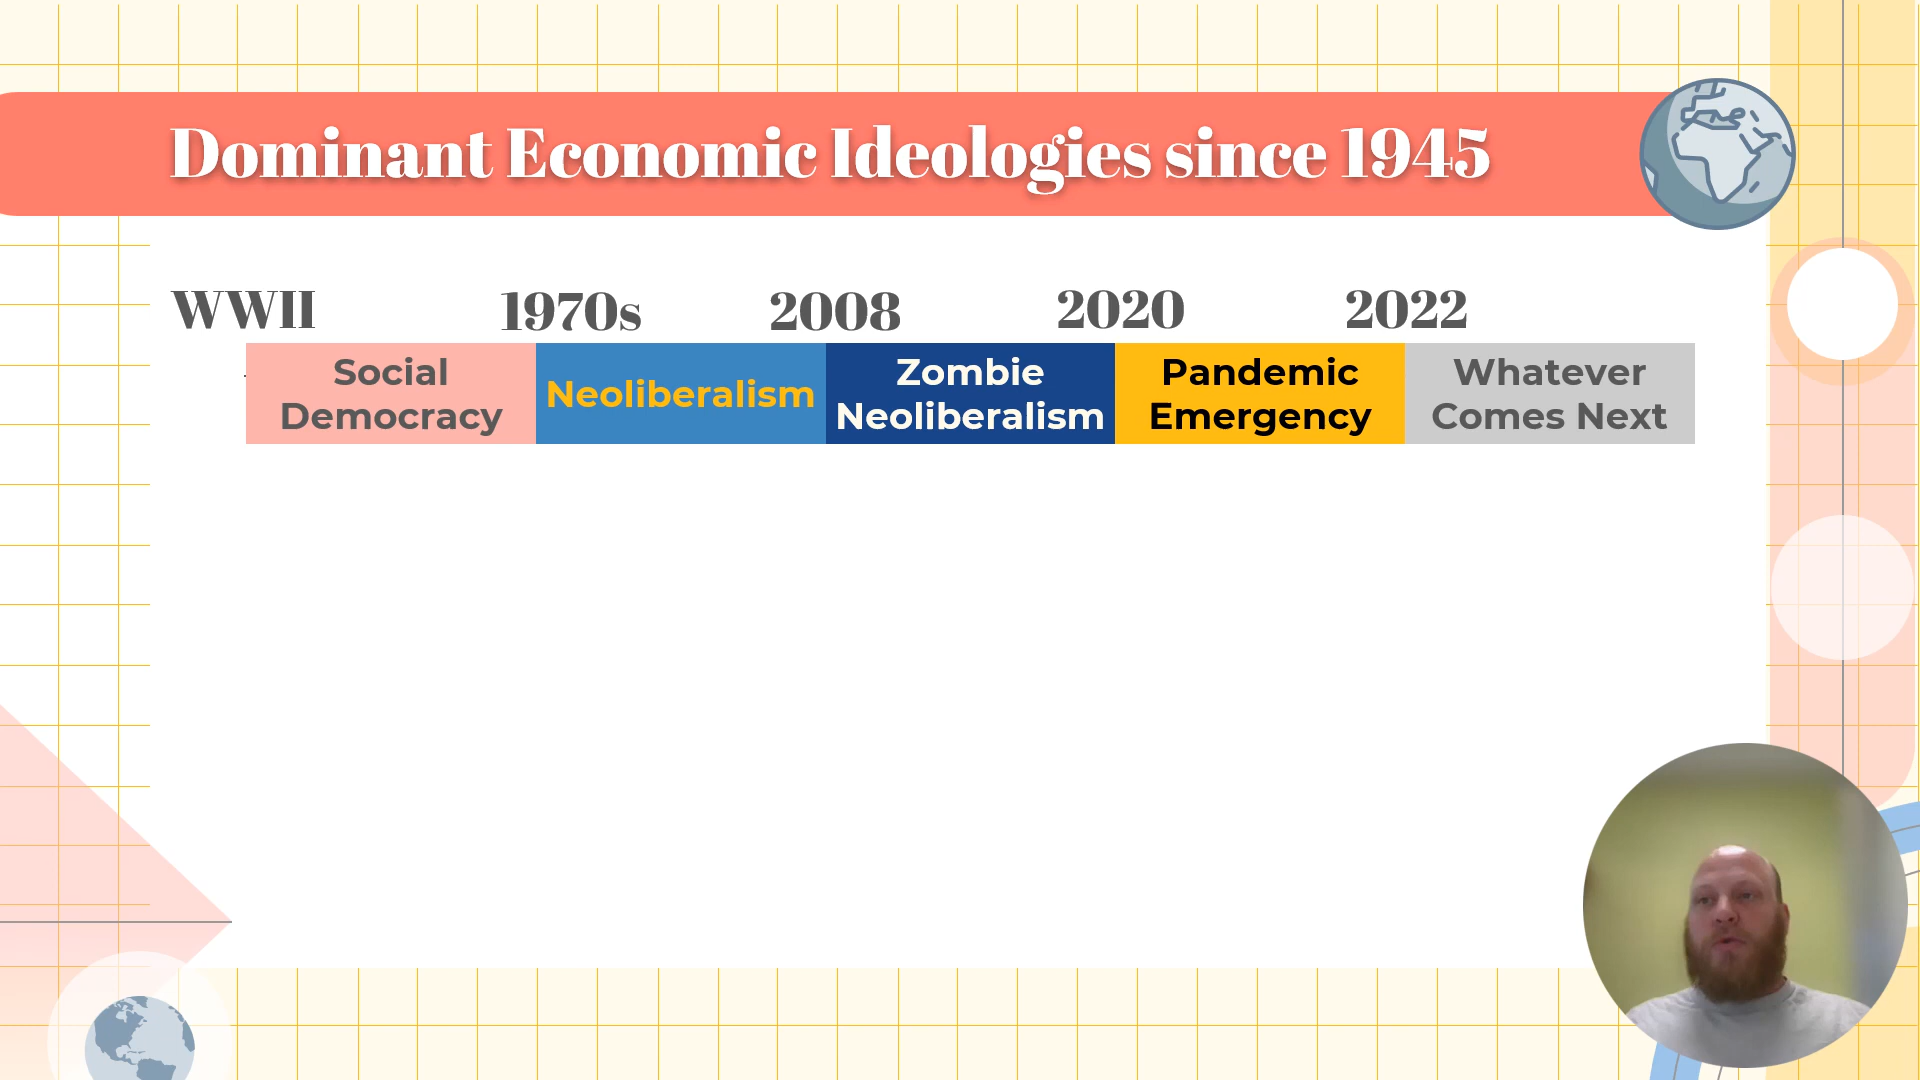 Dominant Economic Ideologies since 1945
WWII 1970s 2008 2020 2022
Social
Democracy
Neoliberalism
Zombie
Neoliberalism
Pandemic
Emergency
Whatever
Comes Next